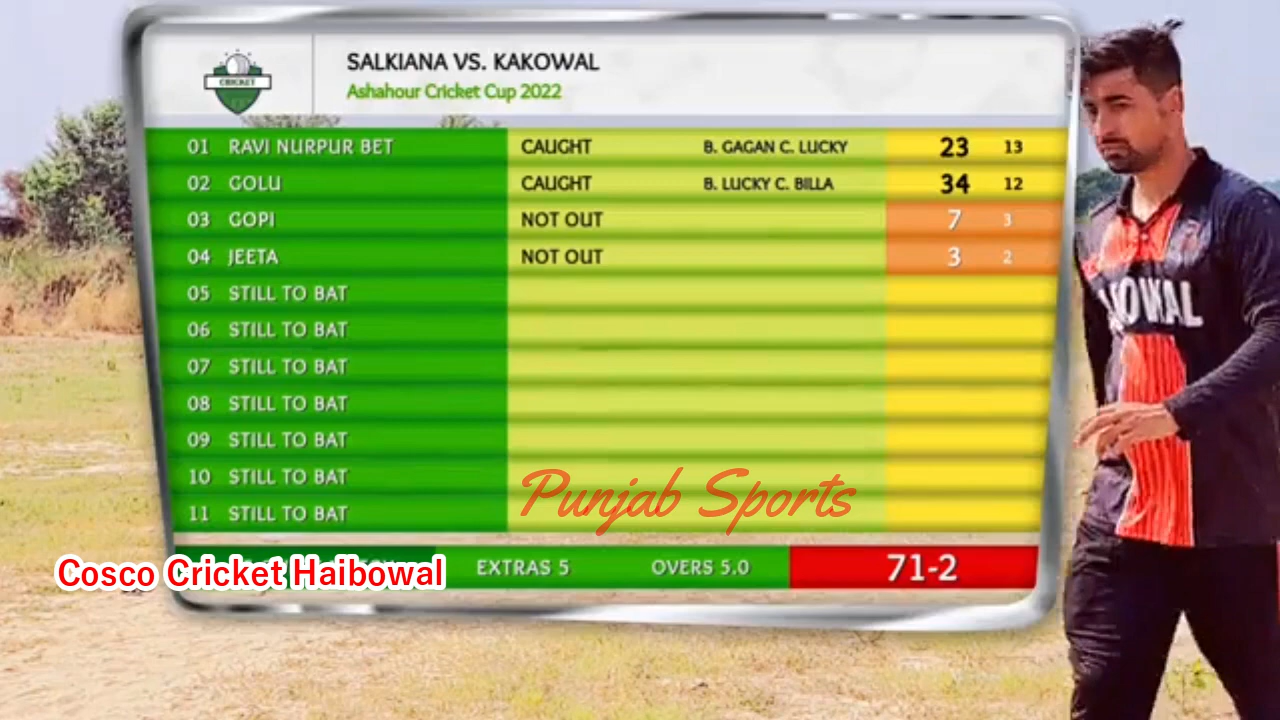 SALKIANA VS. KAKOWAL
Ashahour Cricket Cup 2022
CRICKET
01 RAVI NURPUR BET CAUGHT B. GAGAN C. LUCKY 23 13
02 GOLU CAUGHT B. LUCKY C. BILLA 34 12
03 GOPI NOT OUT 7 3
04 JEETA NOT OUT 3 2
05 STILL TO BAT
06 STILL TO BAT
07 STILL TO BAT
08 STILL TO BAT
09 STILL TO BAT
10 STILL TO BAT
11 STILL TO BAT
Punjab Sports
Cosco Cricket Haibowal
EXTRAS 5 OVERS 5.0 71-2